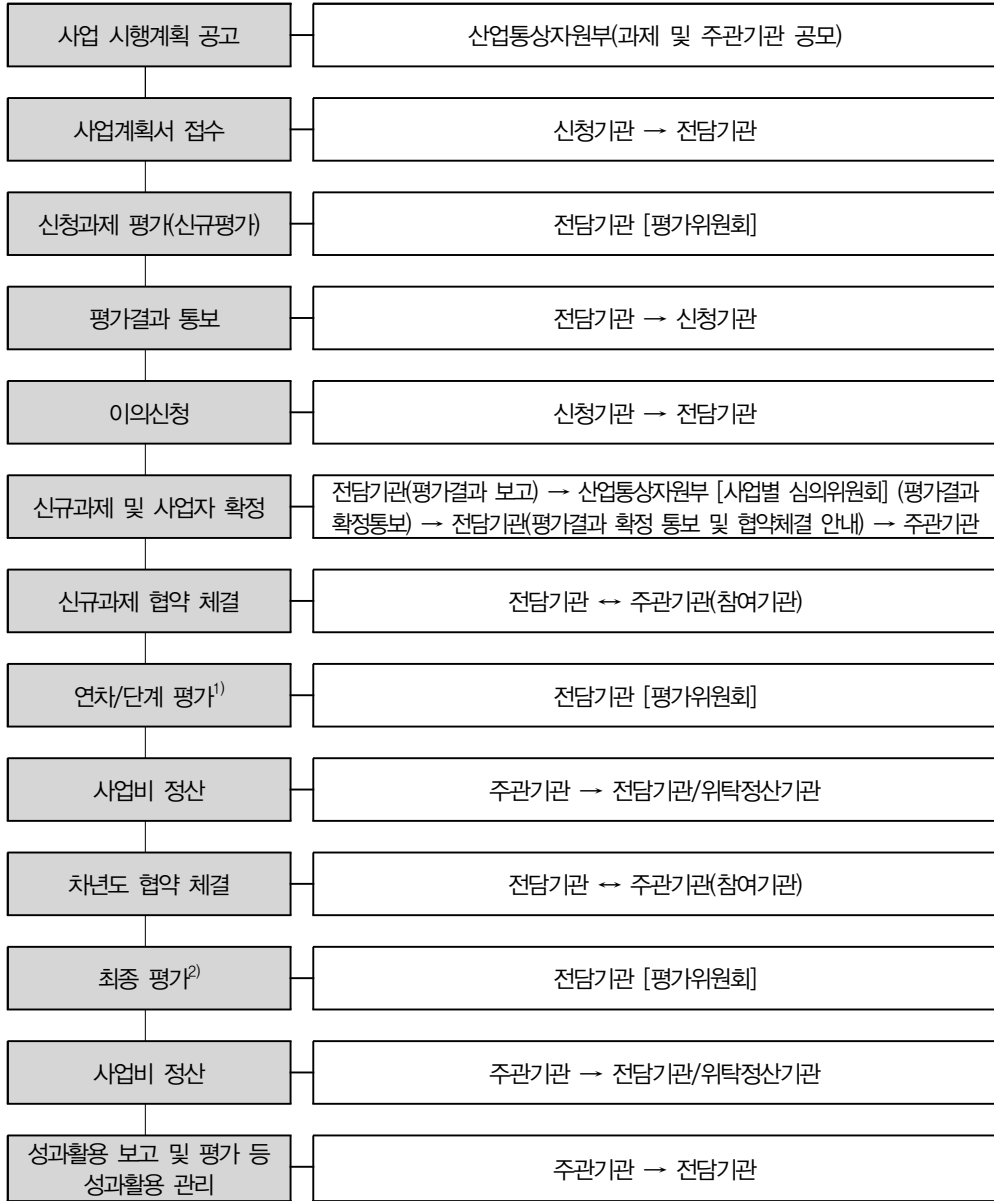 사업 시행계획 공고
산업통상자원부(과제 및 주관기관 공모)
사업계획서 접수
신청기관 → 전담기관
신청과제 평가(신규평가)
전담기관 [평가위원회]
평가결과 통보
전담기관 → 신청기관
이의신청
신청기관 → 전담기관
신규과제 및 사업자 확정
전담기관(평가결과 보고) → 산업통상자원부 [사업별 심의위원회] (평가결과
확정통보) → 전담기관(평가결과 확정 통보 및 협약체결 안내) → 주관기관
신규과제 협약 체결
전담기관 ↔ 주관기관(참여기관)
연차/단계 평가1)
전담기관 [평가위원회]
사업비 정산
주관기관 → 전담기관/위탁정산기관
차년도 협약 체결
전담기관 ↔ 주관기관(참여기관)
최종 평가2)
전담기관 [평가위원회]
사업비 정산
주관기관 → 전담기관/위탁정산기관
성과활용 보고 및 평가 등
성과활용 관리
주관기관 → 전담기관